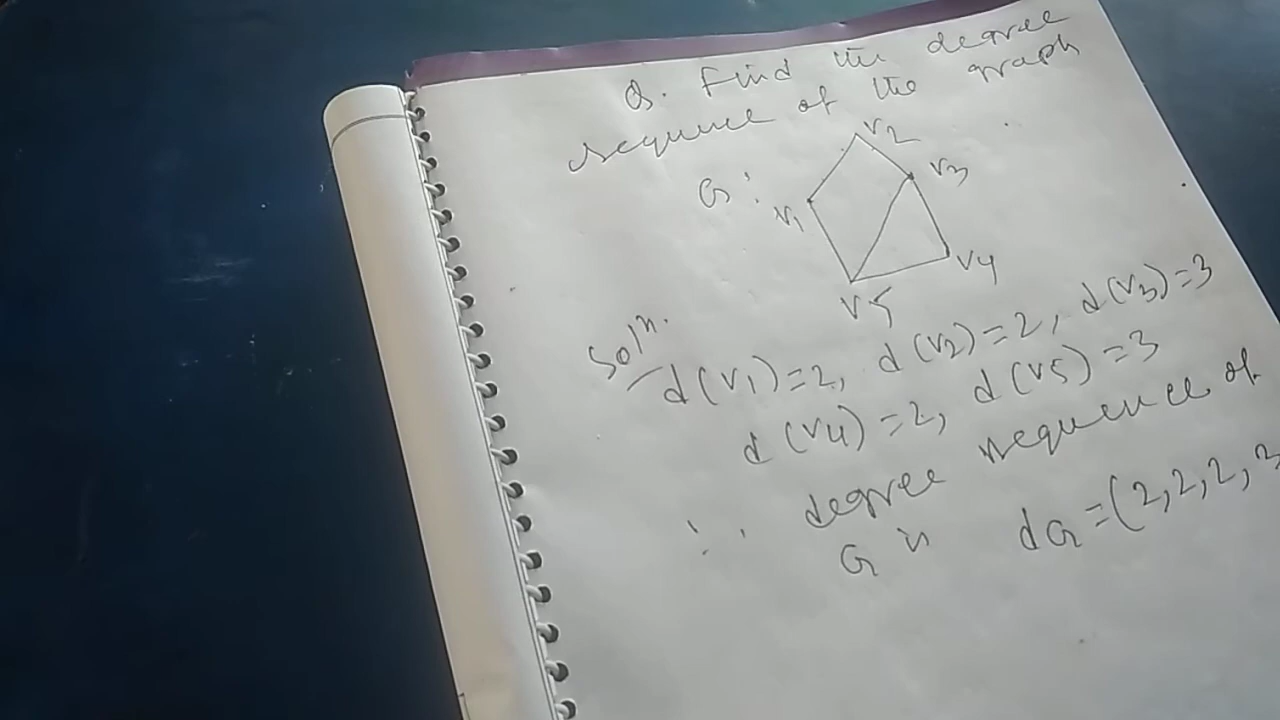 Q. Find the degree
sequence of the graph
G:
v2
v3
v1
v4
v5
Soln.
d(v1)=2, d(v2)=2, d(v3)=3
d(v4)=2, d(v5)=3
∴ degree sequence of
G is dG=(2,2,2,3